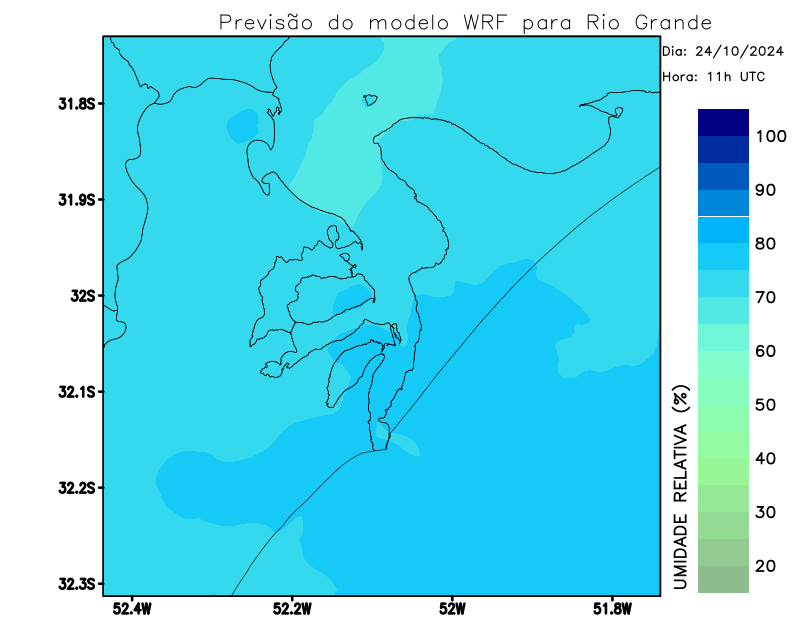 Previsão do modelo WRF para Rio Grande
Dia: 24/10/2024
Hora: 11h UTC
31.8S
31.9S
32S
32.1S
32.2S
32.3S
52.4W
52.2W
52W
51.8W
100
90
80
70
60
50
40
30
20
UMIDADE RELATIVA (%)